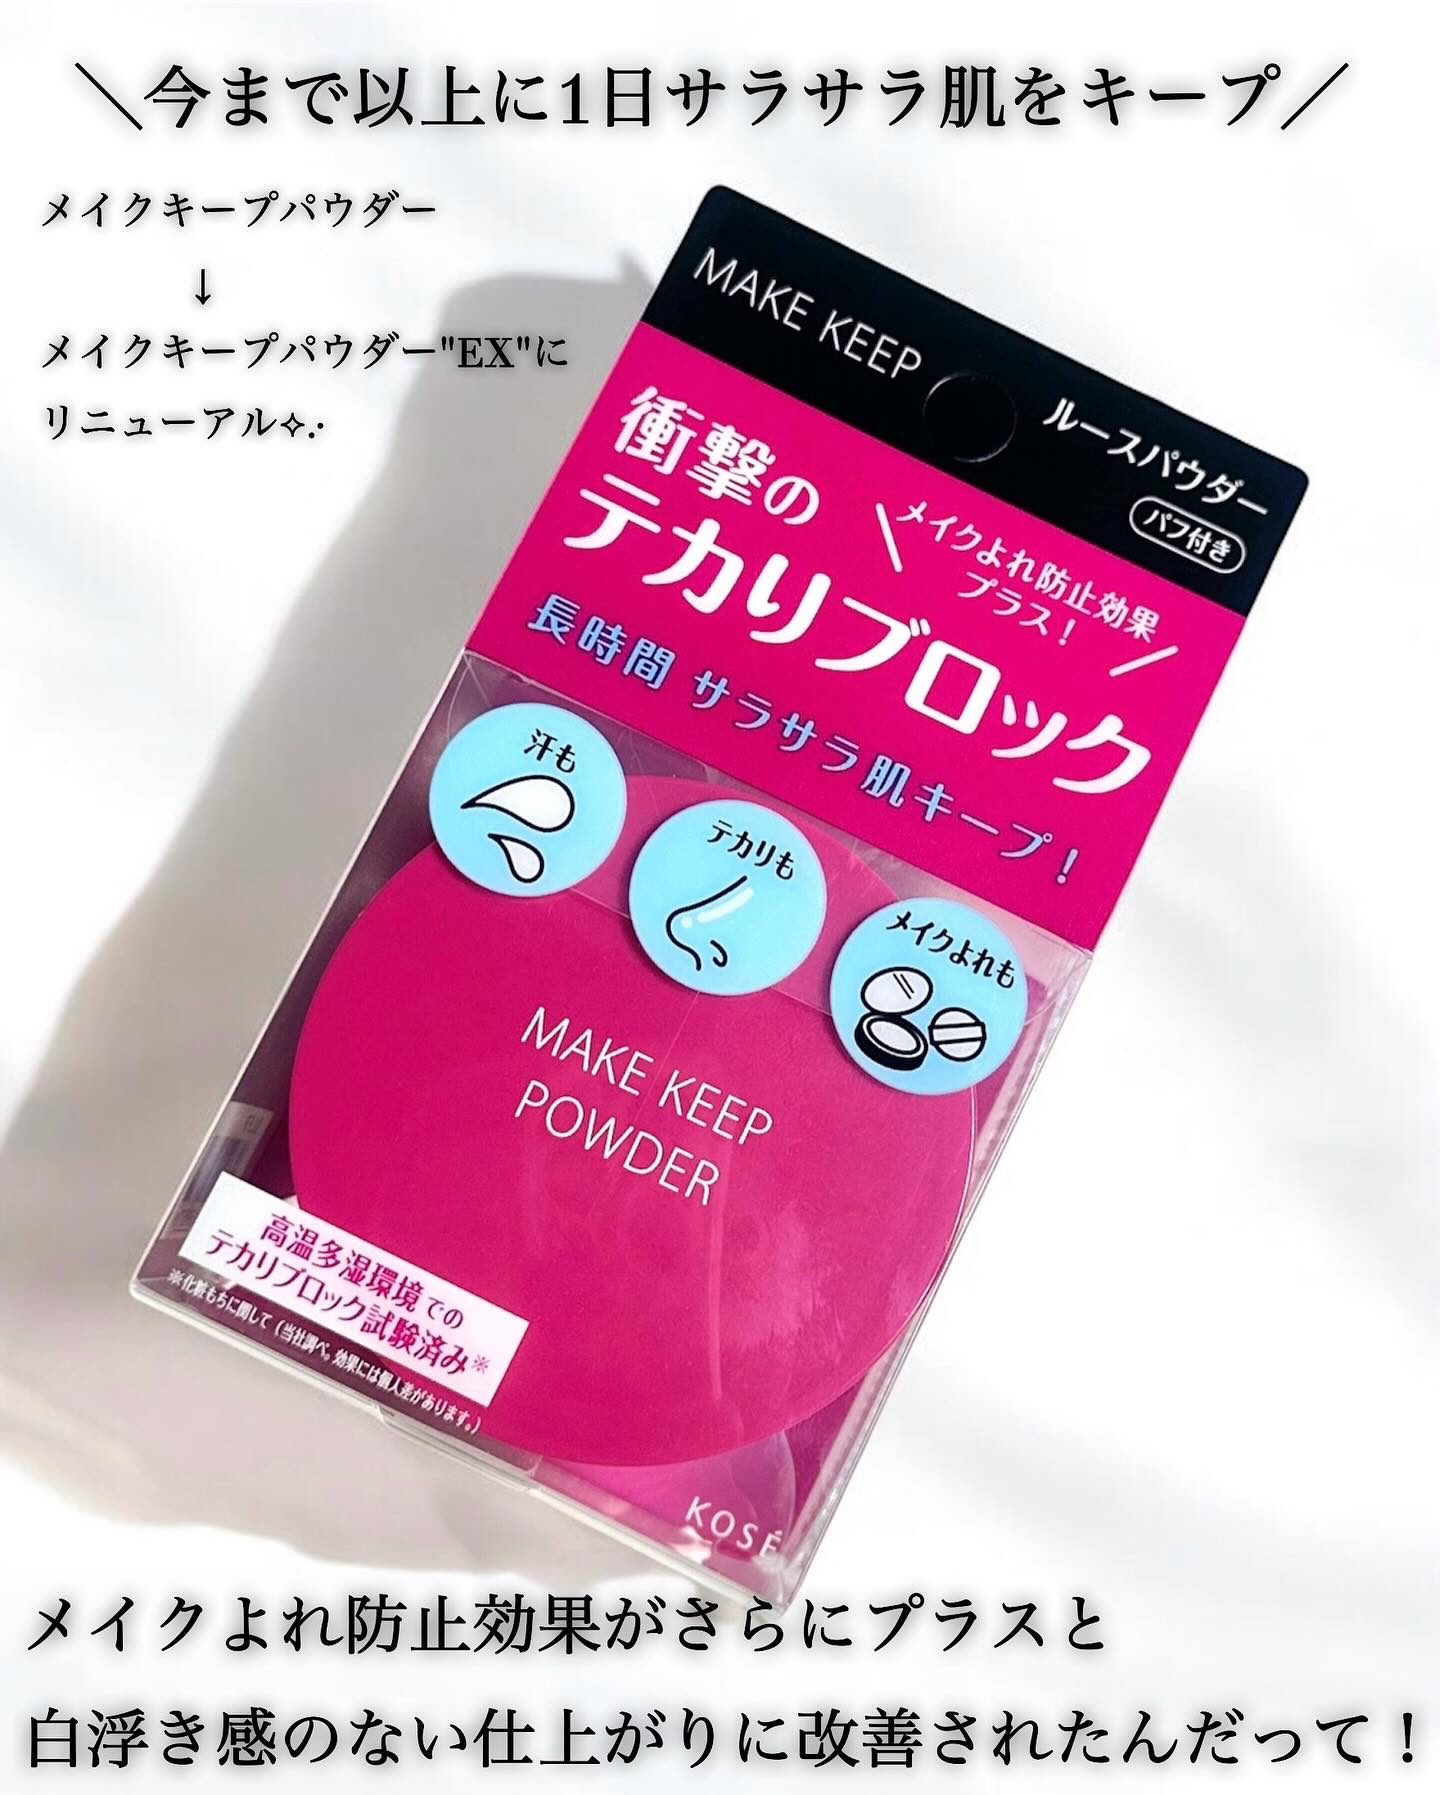 ＼今まで以上に1日サラサラ肌をキープ／
メイクキープパウダー
↓
メイクキープパウダー"EX"に
リニューアル✧.·
MAKE KEEP
ルースパウダー
パフ付き
衝撃の
テカリブロック
＼メイクよれ防止効果
プラス！／
長時間 サラサラ肌キープ！
汗も
テカリも
メイクよれも
MAKE KEEP
POWDER
高温多湿環境での
テカリブロック試験済み※
※化粧もちに関して（当社調べ。効果には個人差があります。）
KOSÉ
メイクよれ防止効果がさらにプラスと
白浮き感のない仕上がりに改善されたんだって！